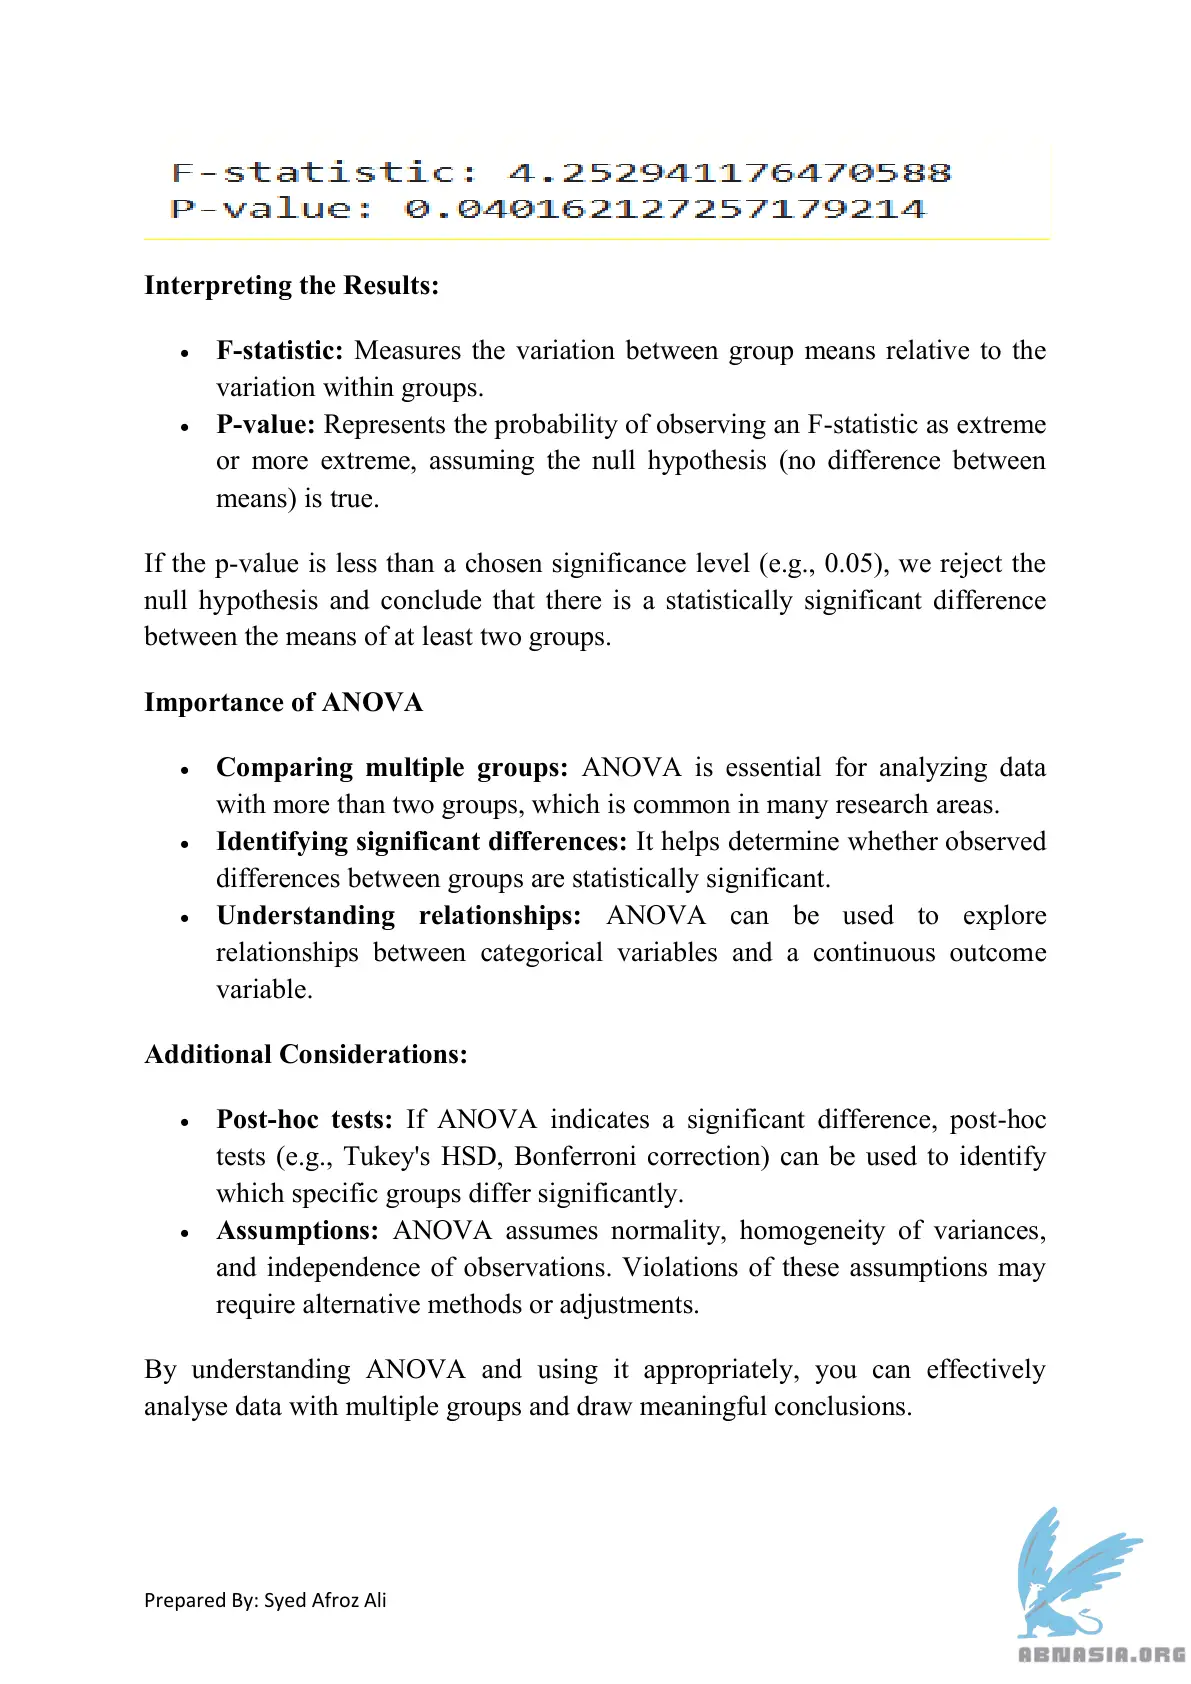 F-statistic: 4.252941176470588
P-value: 0.0401621272571​79214
Interpreting the Results:
• F-statistic: Measures the variation between group means relative to the
variation within groups.
• P-value: Represents the probability of observing an F-statistic as extreme
or more extreme, assuming the null hypothesis (no difference between
means) is true.
If the p-value is less than a chosen significance level (e.g., 0.05), we reject the
null hypothesis and conclude that there is a statistically significant difference
between the means of at least two groups.
Importance of ANOVA
• Comparing multiple groups: ANOVA is essential for analyzing data
with more than two groups, which is common in many research areas.
• Identifying significant differences: It helps determine whether observed
differences between groups are statistically significant.
• Understanding relationships: ANOVA can be used to explore
relationships between categorical variables and a continuous outcome
variable.
Additional Considerations:
• Post-hoc tests: If ANOVA indicates a significant difference, post-hoc
tests (e.g., Tukey's HSD, Bonferroni correction) can be used to identify
which specific groups differ significantly.
• Assumptions: ANOVA assumes normality, homogeneity of variances,
and independence of observations. Violations of these assumptions may
require alternative methods or adjustments.
By understanding ANOVA and using it appropriately, you can effectively
analyse data with multiple groups and draw meaningful conclusions.
Prepared By: Syed Afroz Ali
ABNASIA.ORG